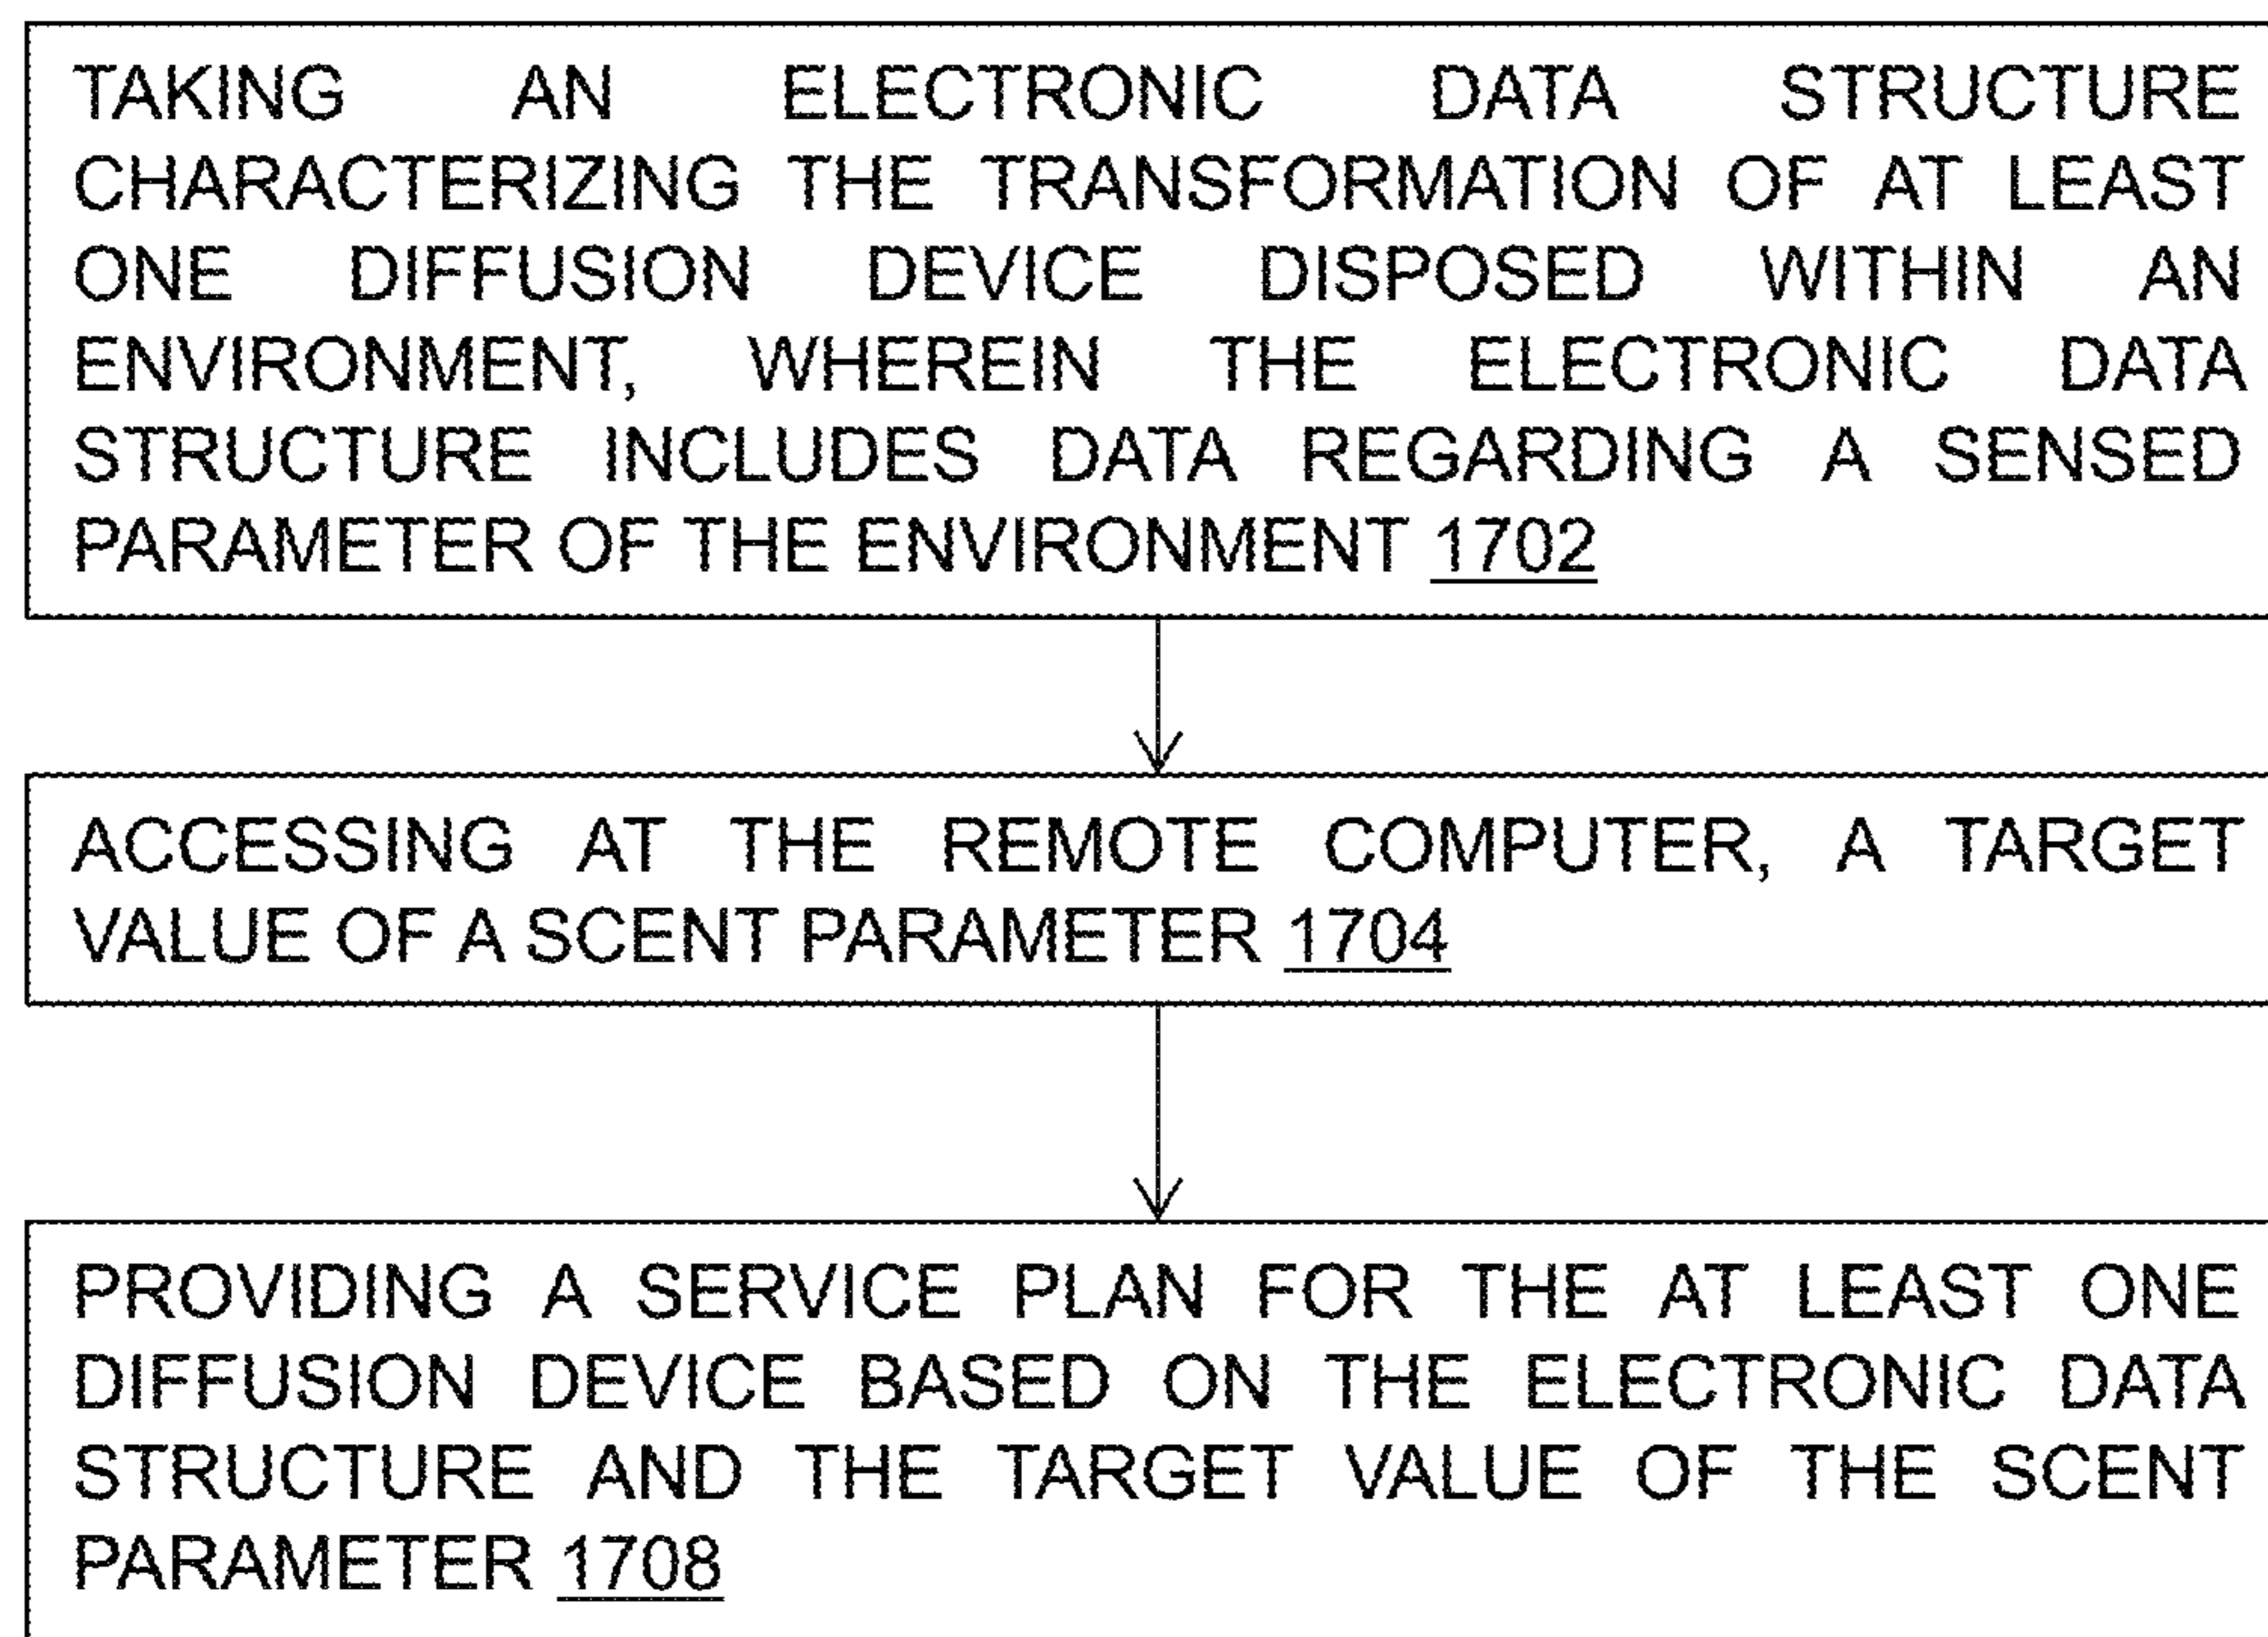 TAKING AN ELECTRONIC DATA STRUCTURE
CHARACTERIZING THE TRANSFORMATION OF AT LEAST
ONE DIFFUSION DEVICE DISPOSED WITHIN AN
ENVIRONMENT, WHEREIN THE ELECTRONIC DATA
STRUCTURE INCLUDES DATA REGARDING A SENSED
PARAMETER OF THE ENVIRONMENT 1702
ACCESSING AT THE REMOTE COMPUTER, A TARGET
VALUE OF A SCENT PARAMETER 1704
PROVIDING A SERVICE PLAN FOR THE AT LEAST ONE
DIFFUSION DEVICE BASED ON THE ELECTRONIC DATA
STRUCTURE AND THE TARGET VALUE OF THE SCENT
PARAMETER 1708